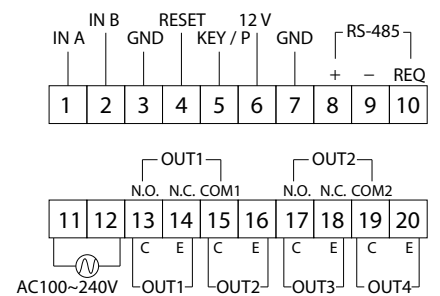 IN B RESET 12 V RS-485
IN A GND KEY / P GND
+ − REQ
1 2 3 4 5 6 7 8 9 10
OUT1 OUT2
N.O. N.C. COM1 N.O. N.C. COM2
11 12 13 14 15 16 17 18 19 20
C E C E C E C E
AC100~240V OUT1 OUT2 OUT3 OUT4